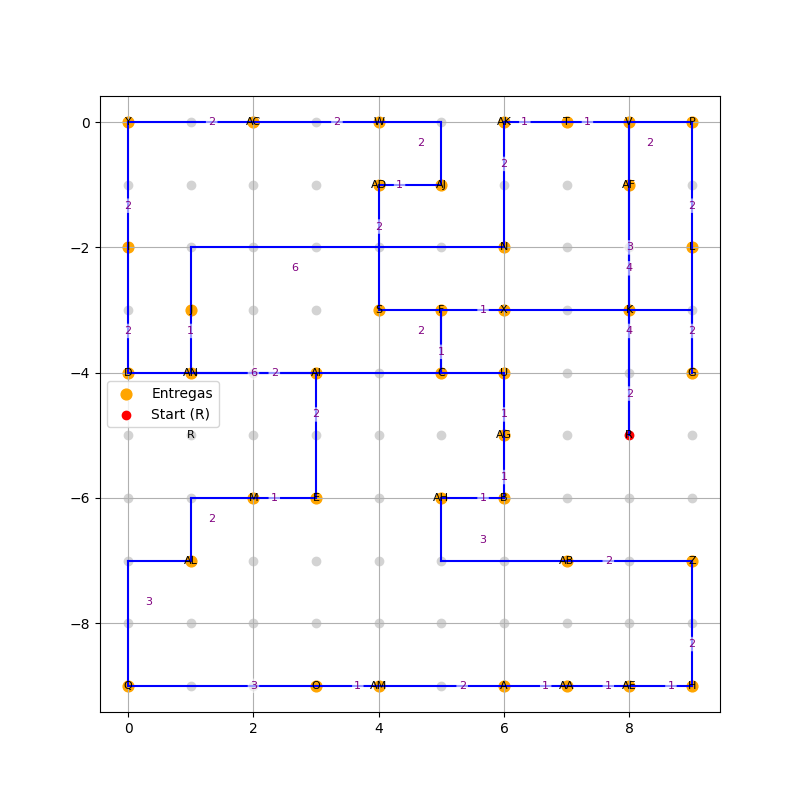 0 Y 2 AC 2 W AK 1 T 1 V P
2 2
AD 1 AJ 2 AF
2 2 2
−2 N 3 L
6 4
S F 1 X K
2 1 2 1 4 2
−4 D AN 6 2 AI C U G
2 1 2
Entregas
Start (R)
R AG
1
−6 M 1 E AH 1 B
2 3
AL AB 2 Z
3
−8
2
Q 3 O 1 AM 2 A 1 AA 1 AE 1 H
0 2 4 6 8